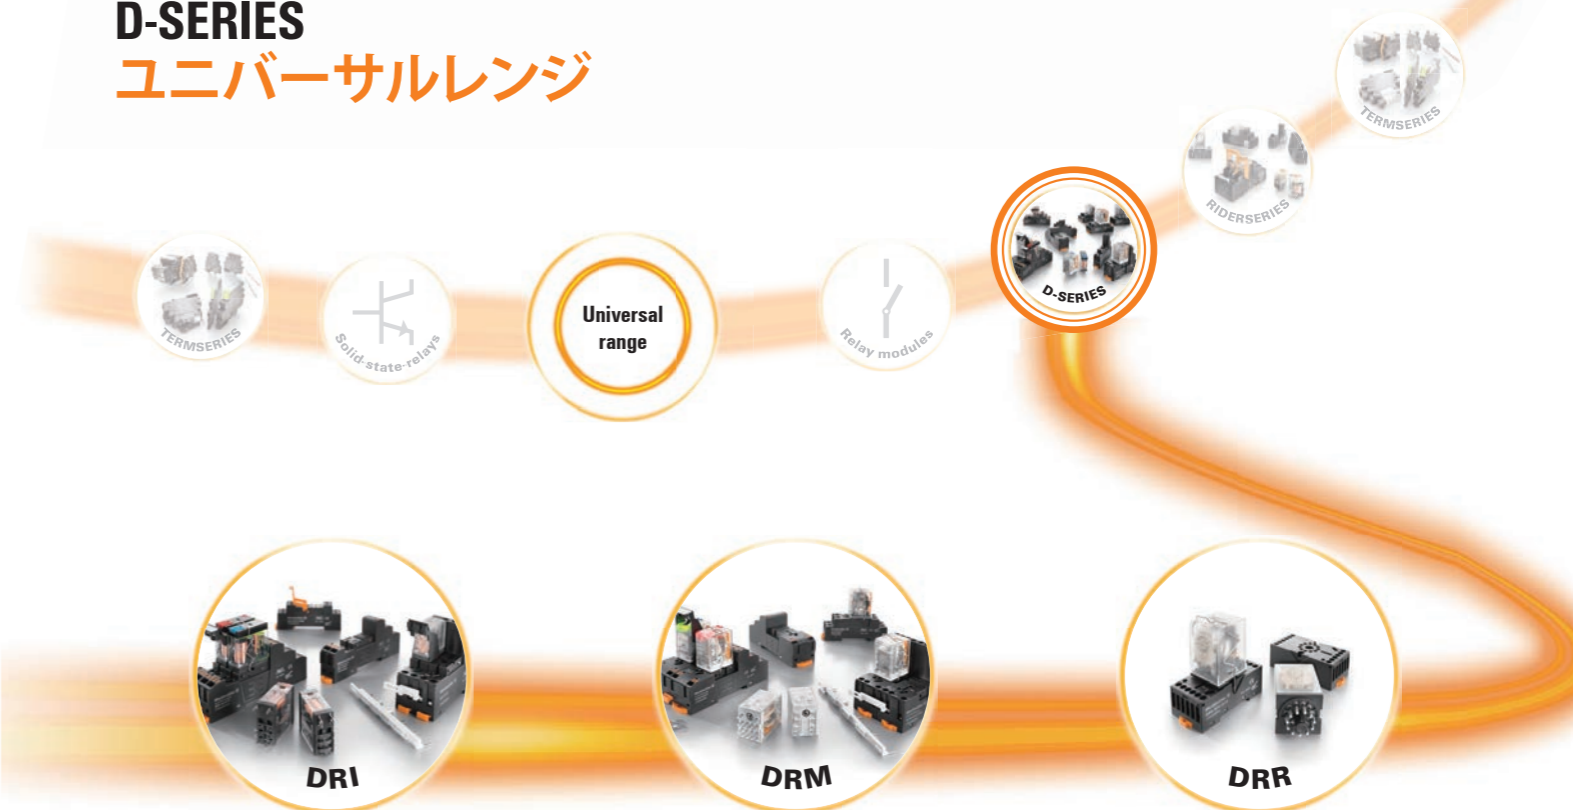 D-SERIES
ユニバーサルレンジ
TERMSERIES
RIDERSERIES
D-SERIES
TERMSERIES
Solid-state-relays
Universal
range
Relay modules
DRI
DRM
DRR